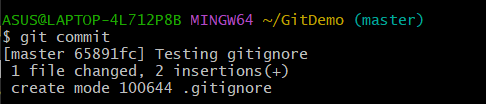 ASUS@LAPTOP-4L712P8B MINGW64 ~/GitDemo (master)
$ git commit
[master 65891fc] Testing gitignore
 1 file changed, 2 insertions(+)
 create mode 100644 .gitignore